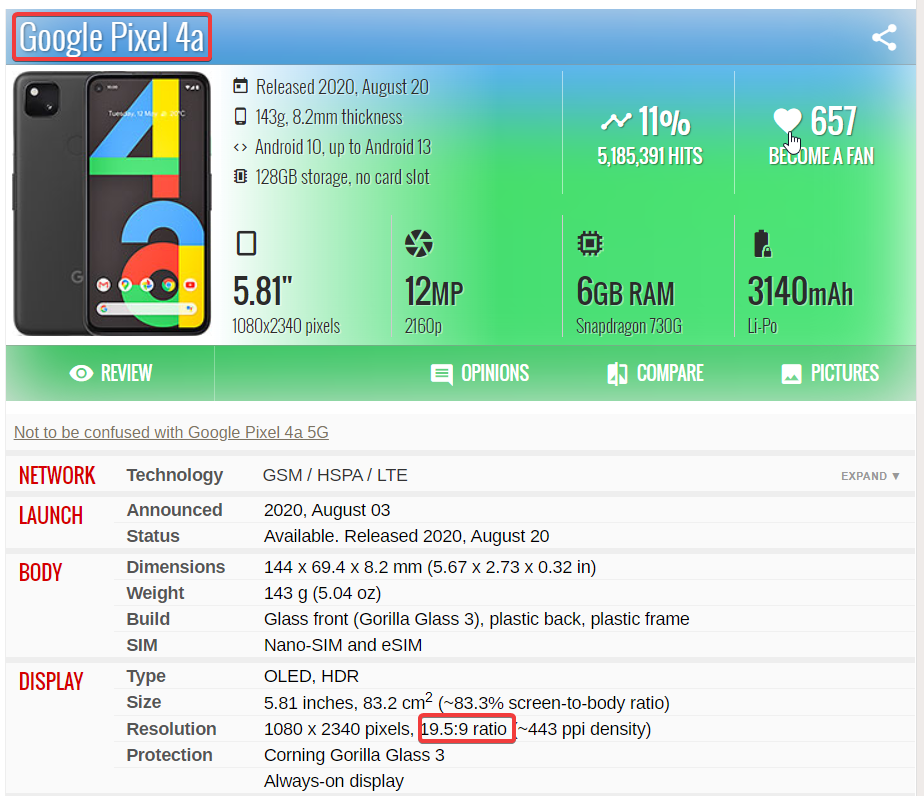 Google Pixel 4a
Released 2020, August 20
143g, 8.2mm thickness
Android 10, up to Android 13
128GB storage, no card slot
11%
5,185,391 HITS
657
BECOME A FAN
Tuesday, 12 May
5.81"
1080x2340 pixels
12MP
2160p
6GB RAM
Snapdragon 730G
3140mAh
Li-Po
REVIEW
OPINIONS
COMPARE
PICTURES
Not to be confused with Google Pixel 4a 5G
NETWORK Technology GSM / HSPA / LTE EXPAND ▼
LAUNCH Announced 2020, August 03
Status Available. Released 2020, August 20
BODY Dimensions 144 x 69.4 x 8.2 mm (5.67 x 2.73 x 0.32 in)
Weight 143 g (5.04 oz)
Build Glass front (Gorilla Glass 3), plastic back, plastic frame
SIM Nano-SIM and eSIM
DISPLAY Type OLED, HDR
Size 5.81 inches, 83.2 cm2 (~83.3% screen-to-body ratio)
Resolution 1080 x 2340 pixels, 19.5:9 ratio (~443 ppi density)
Protection Corning Gorilla Glass 3
Always-on display